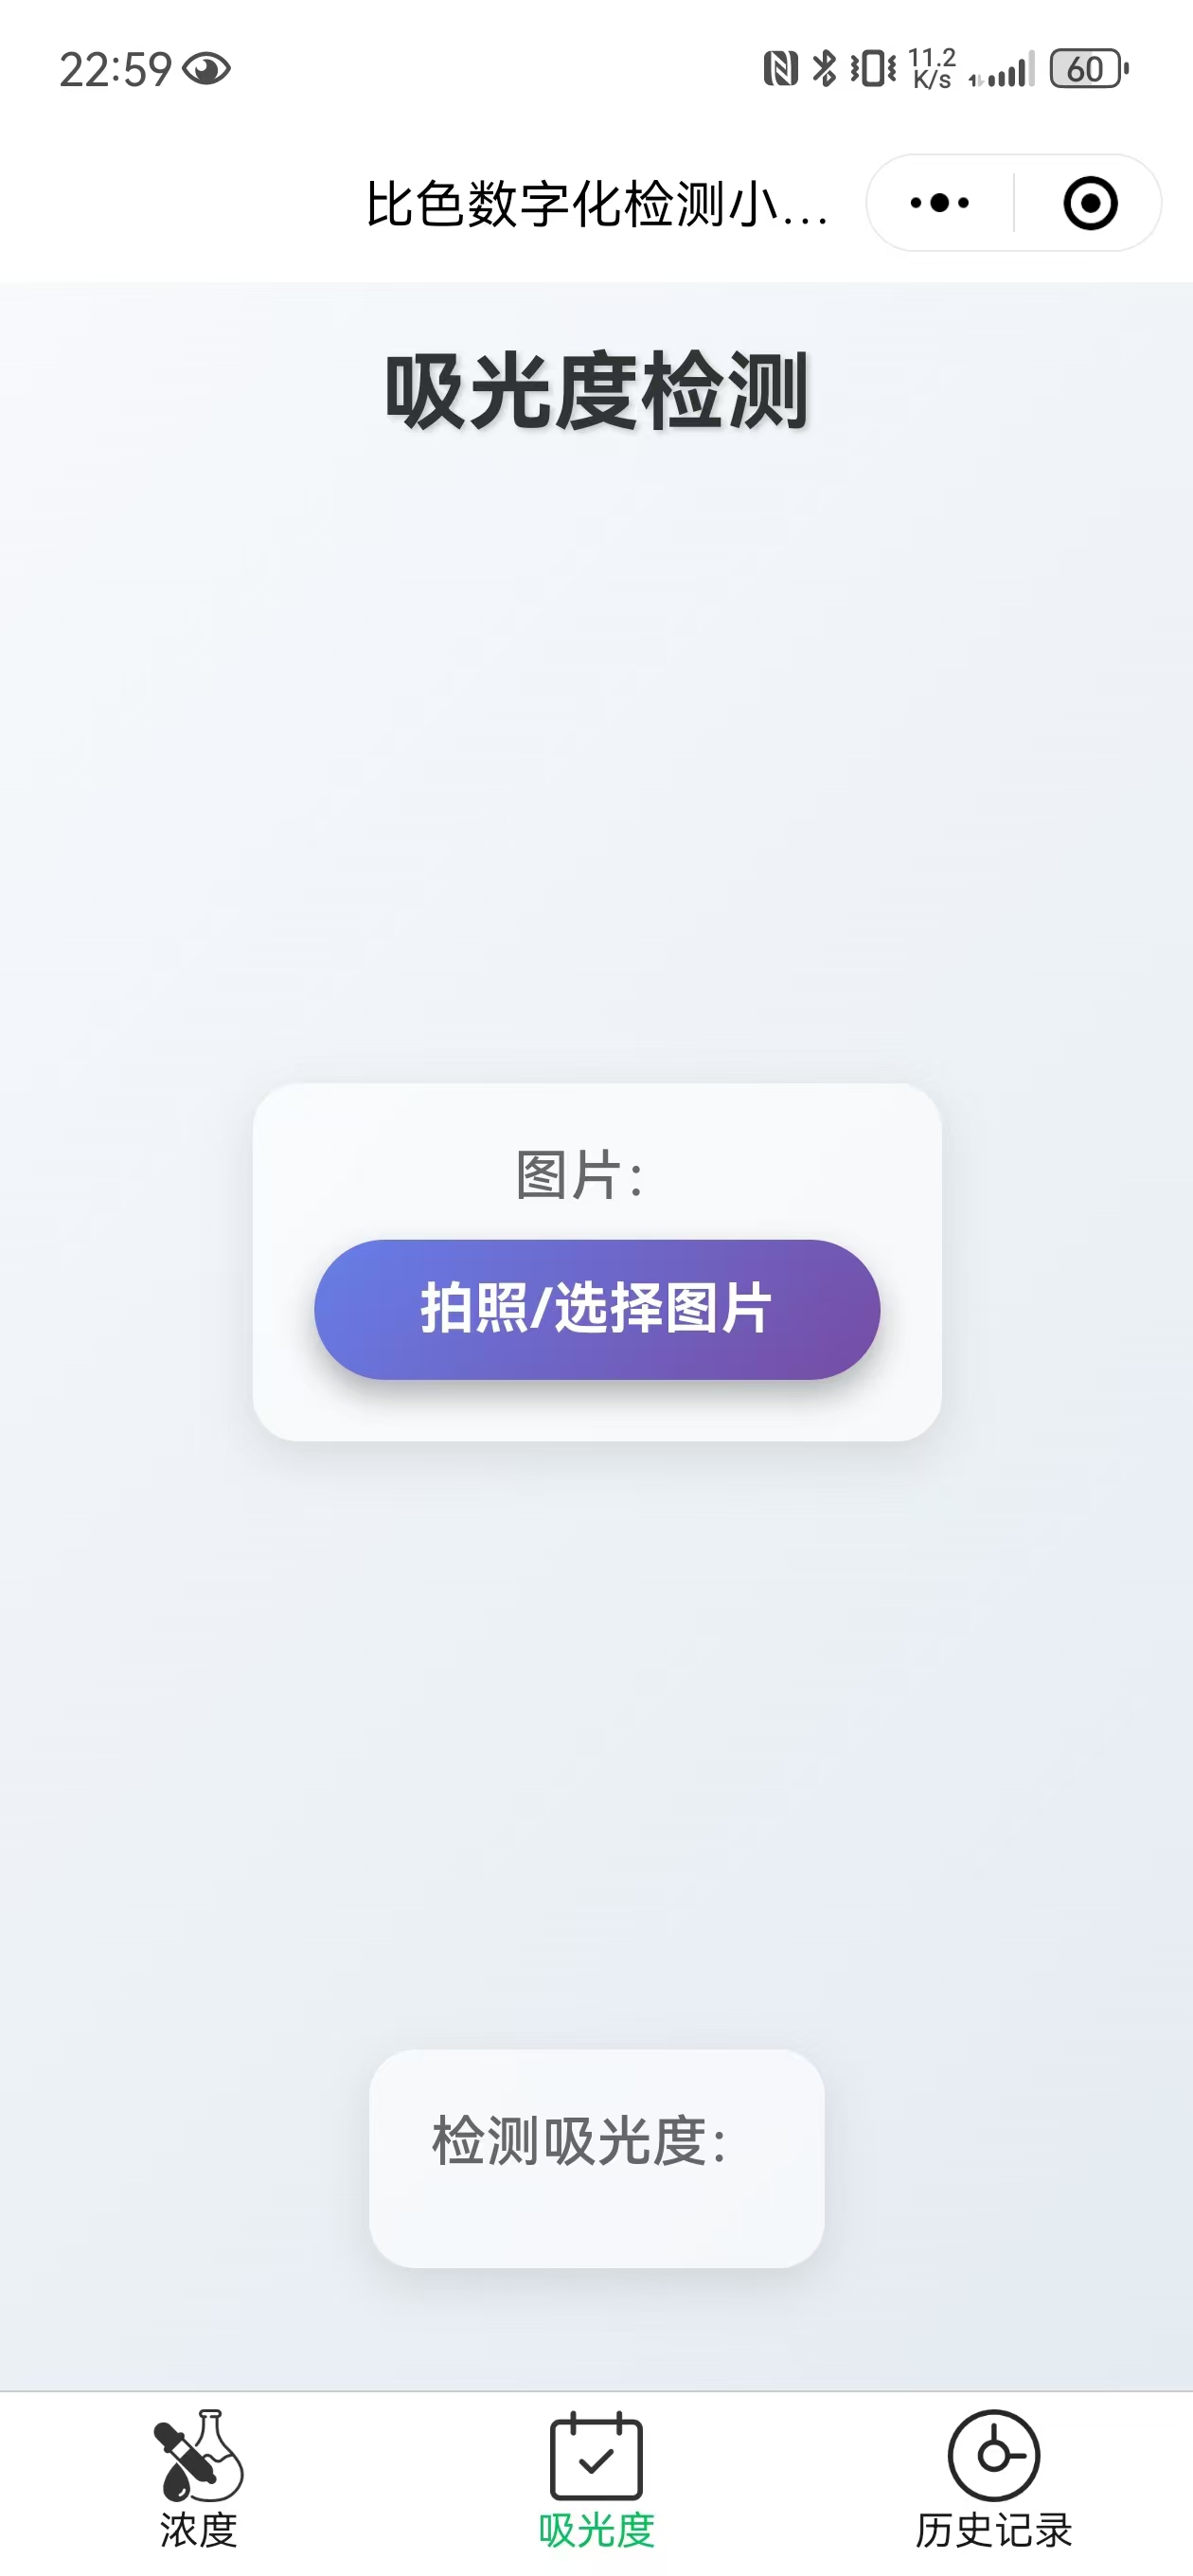 22:59
11.2
K/s
60
比色数字化检测小...
吸光度检测
图片：
拍照/选择图片
检测吸光度：
浓度
吸光度
历史记录